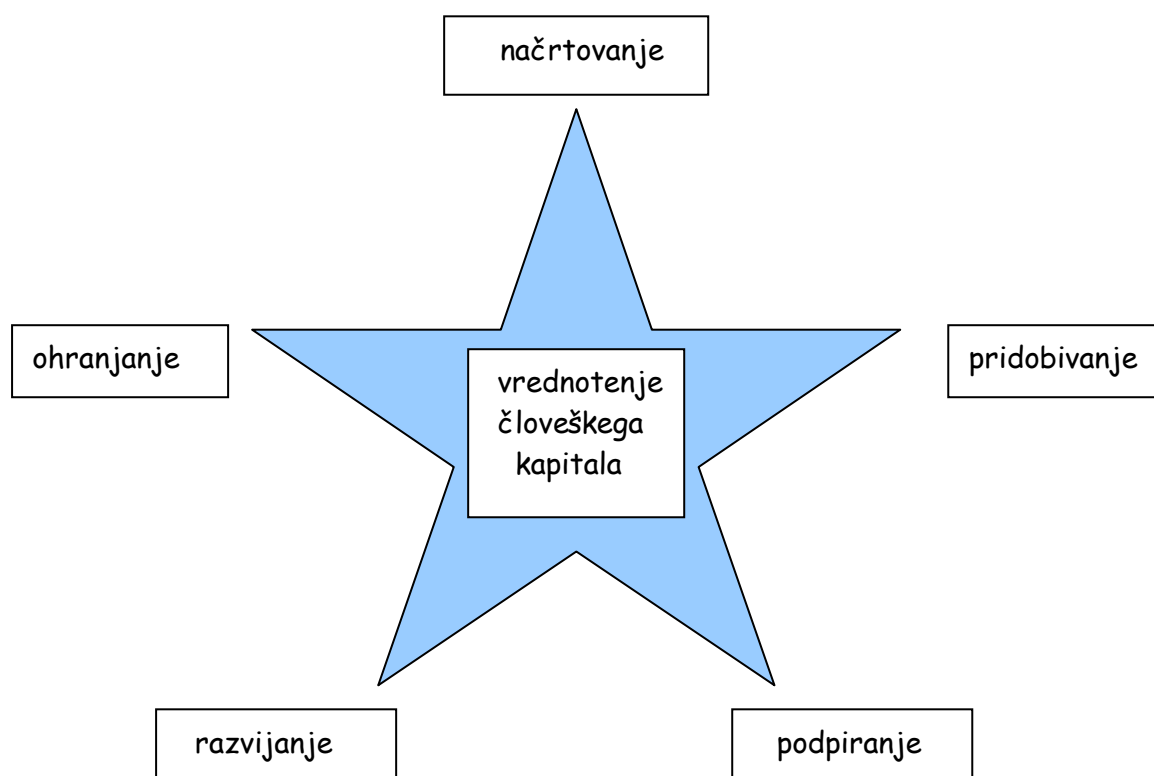 načrtovanje
ohranjanje
pridobivanje
vrednotenje
človeškega
kapitala
razvijanje
podpiranje